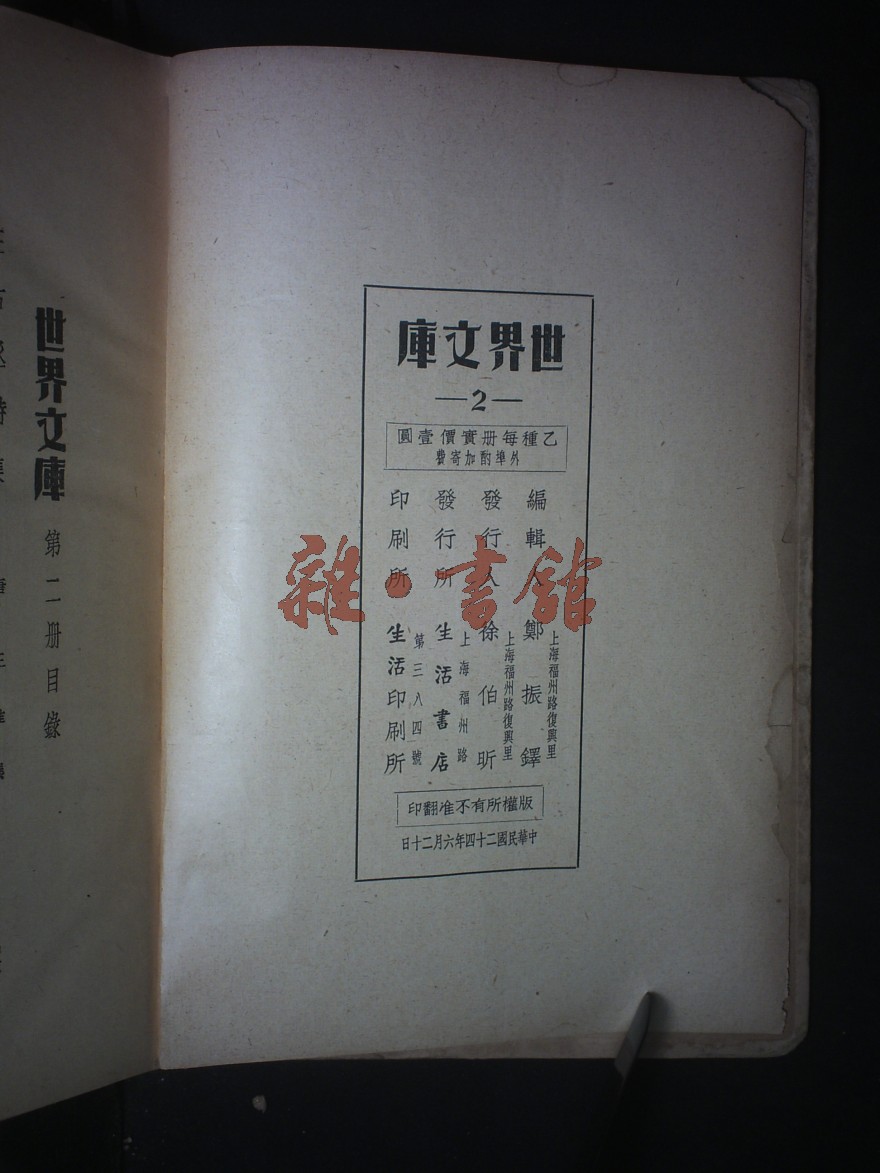 世界文庫
—2—
乙種每册實價壹圓
外埠酌加寄費
編輯人 鄭振鐸
上海福州路復興里
發行人 徐伯昕
上海福州路復興里
發行所 生活書店
上海福州路
第三八四號
印刷所 生活印刷所
版權所有不准翻印
中華民國二十四年六月二十日
世界文庫 第二册目錄
雜·書館